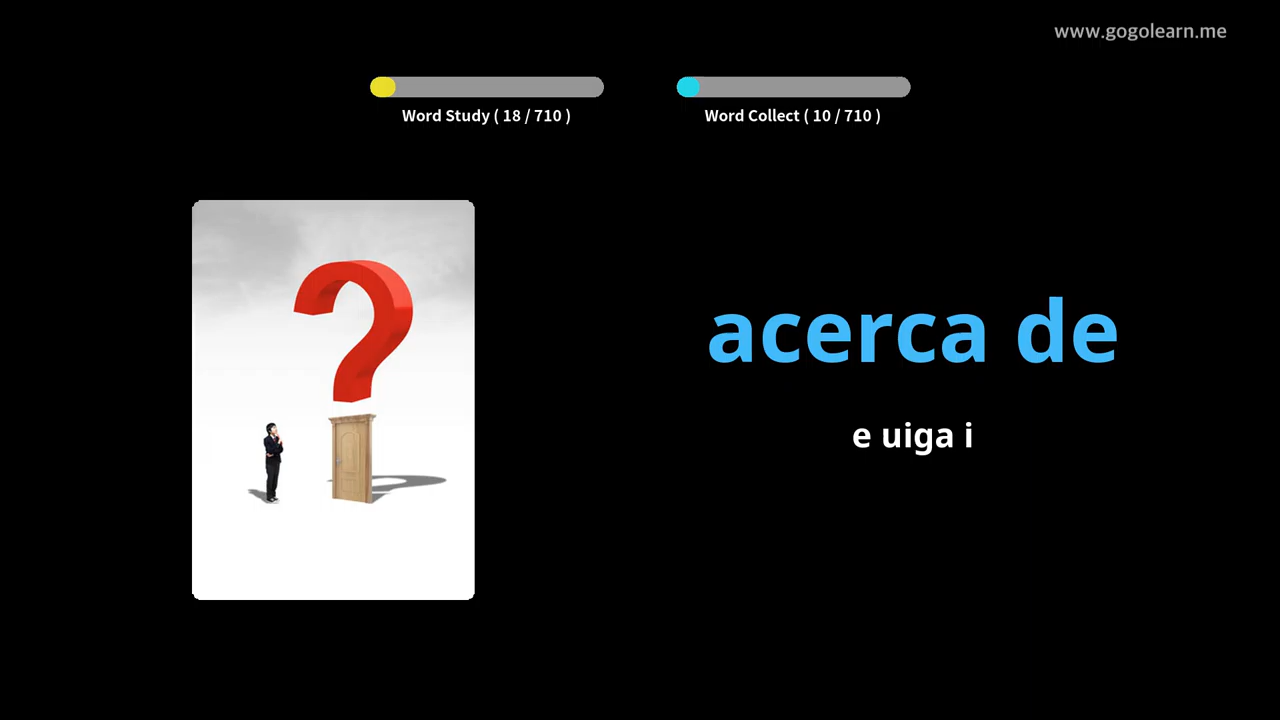 www.gogolearn.me
Word Study ( 18 / 710 )
Word Collect ( 10 / 710 )
acerca de
e uiga i